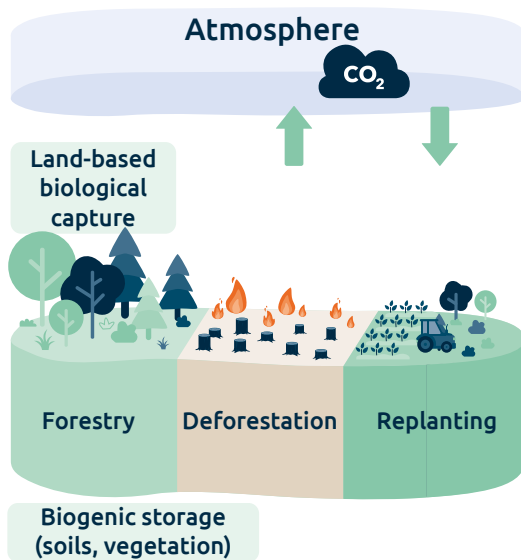 Atmosphere
CO₂
Land-based
biological
capture
Forestry
Deforestation
Replanting
Biogenic storage
(soils, vegetation)